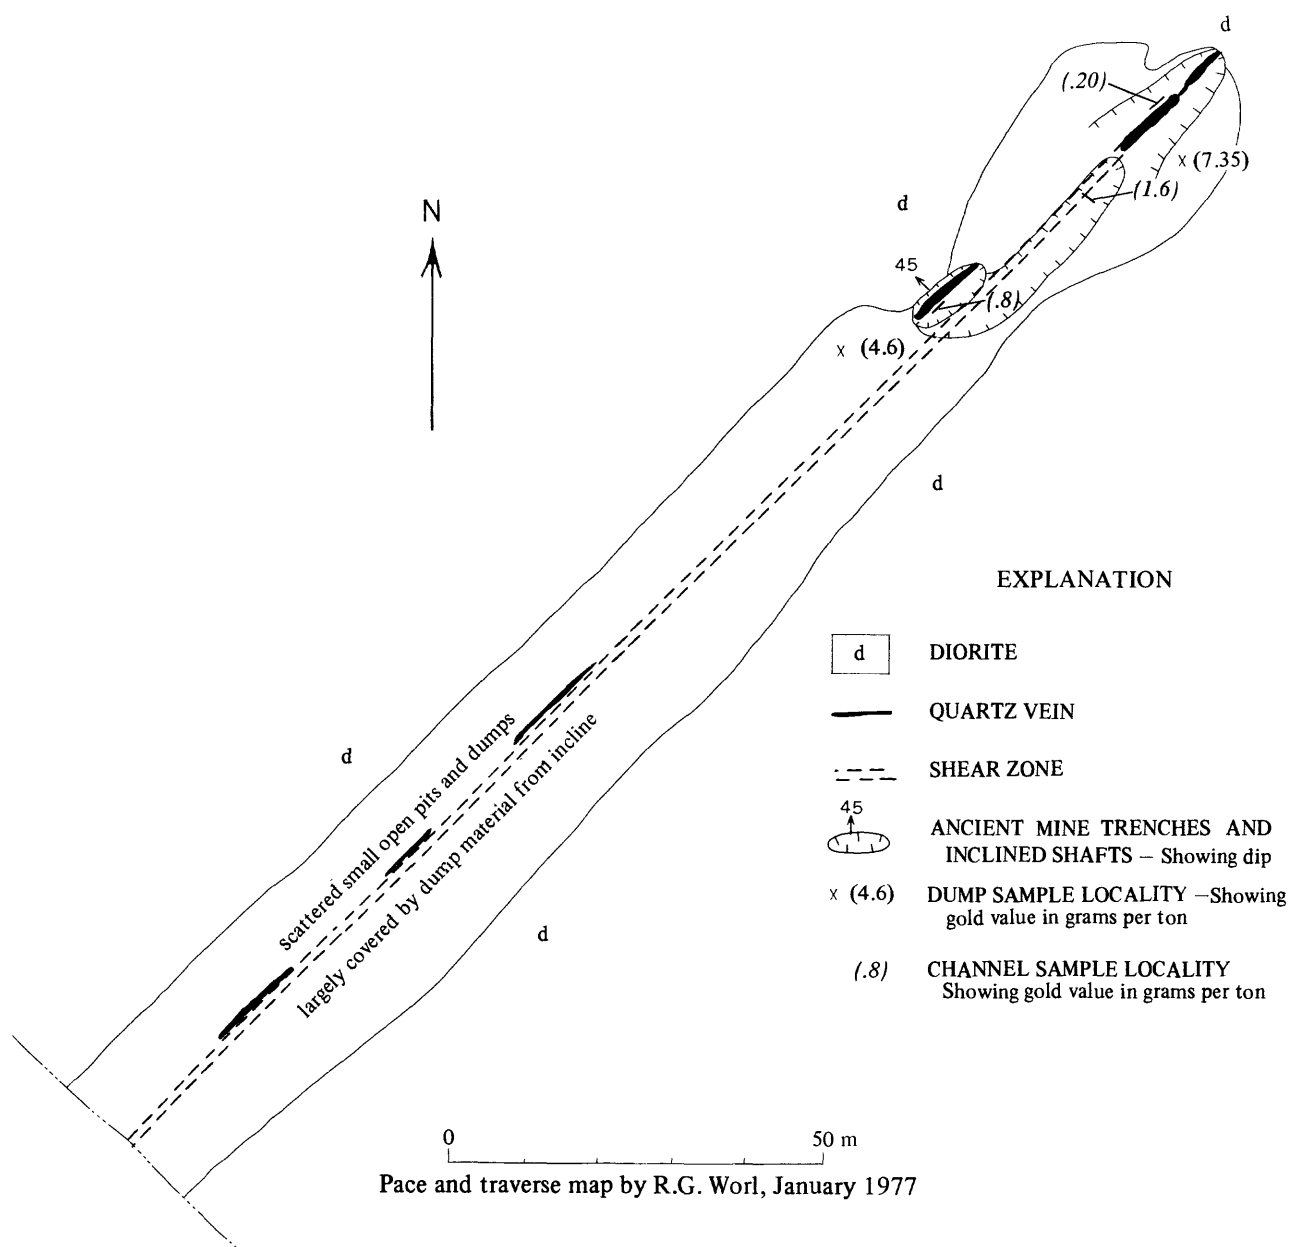 d
(.20)
x (7.35)
(1.6)
d
N
45
(.8)
x (4.6)
d
EXPLANATION
d DIORITE
QUARTZ VEIN
SHEAR ZONE
45
ANCIENT MINE TRENCHES AND
INCLINED SHAFTS – Showing dip
x (4.6) DUMP SAMPLE LOCALITY –Showing
gold value in grams per ton
(.8) CHANNEL SAMPLE LOCALITY
Showing gold value in grams per ton
d
scattered small open pits and dumps
largely covered by dump material from incline
d
0 50 m
Pace and traverse map by R.G. Worl, January 1977